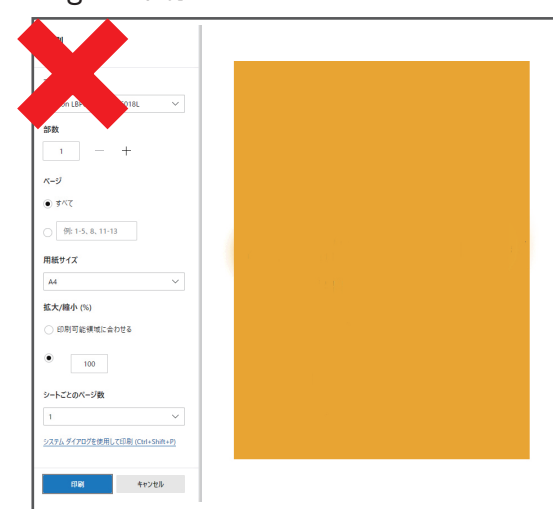 部数
1
ページ
すべて
例: 1-5、8、11-13
用紙サイズ
A4
拡大/縮小 (%)
印刷可能領域に合わせる
100
シートごとのページ数
1
システム ダイアログを使用して印刷 (Ctrl+Shift+P)
印刷 キャンセル